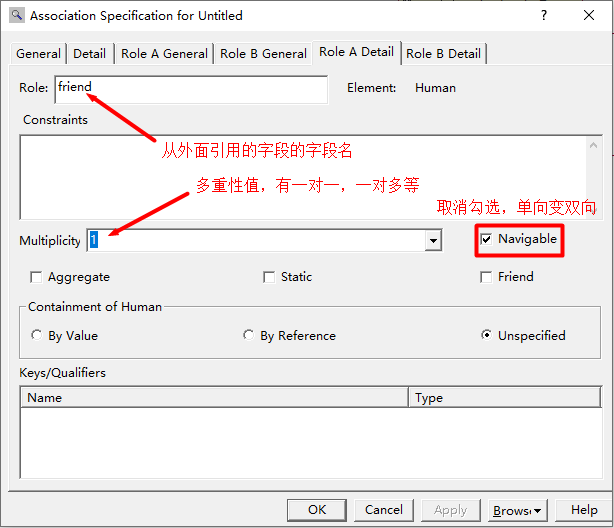 Association Specification for Untitled
General Detail Role A General Role B General Role A Detail Role B Detail
Role: friend Element: Human
Constraints
从外面引用的字段的字段名
多重性值，有一对一，一对多等
取消勾选，单向变双向
Multiplicity 1 Navigable
Aggregate Static Friend
Containment of Human
By Value By Reference Unspecified
Keys/Qualifiers
Name Type
OK Cancel Apply Browse Help